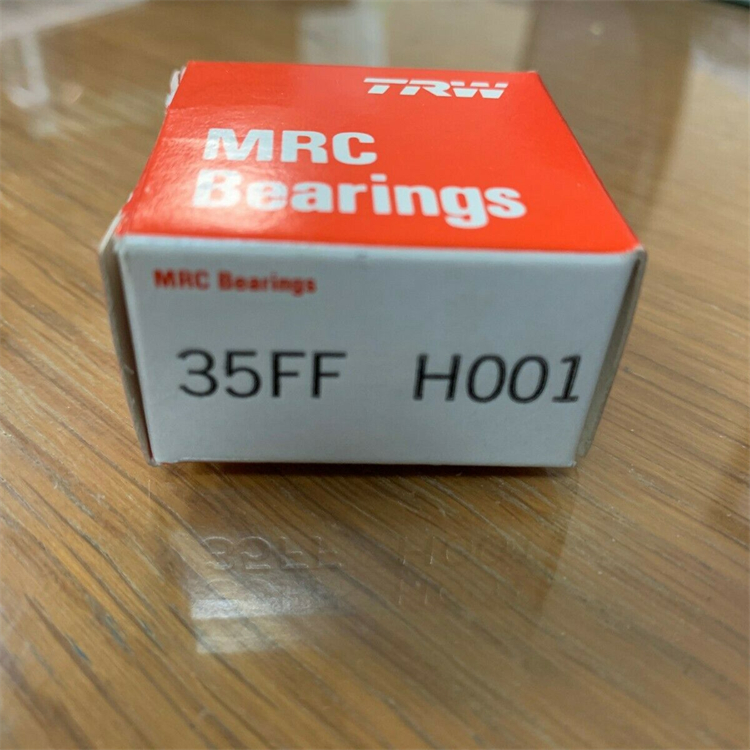 TRW
MRC
Bearings
MRC Bearings
35FF H001